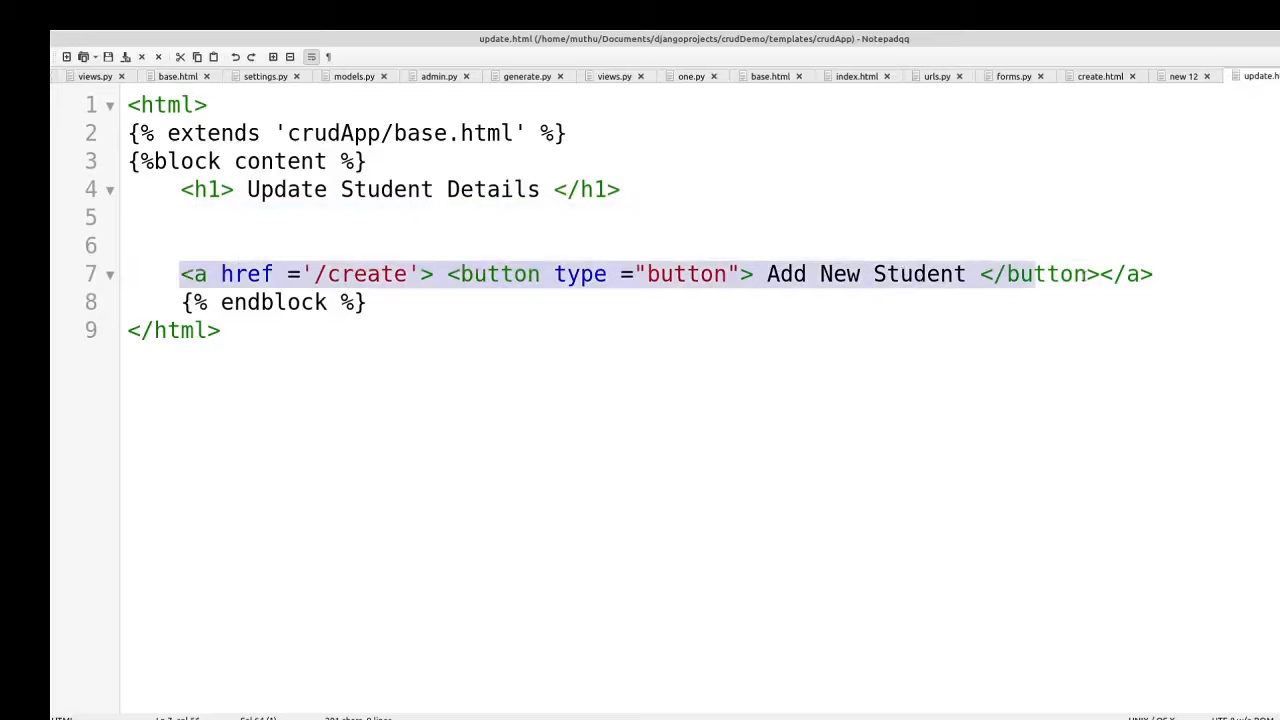 update.html (/home/muthu/Documents/djangoprojects/crudDemo/templates/crudApp) - Notepadqq
views.py base.html settings.py models.py admin.py generate.py views.py one.py base.html index.html urls.py forms.py create.html new 12 update.h
1 <html>
2 {% extends 'crudApp/base.html' %}
3 {%block content %}
4 <h1> Update Student Details </h1>
5
6
7 <a href ='/create'> <button type ="button"> Add New Student </button></a>
8 {% endblock %}
9 </html>